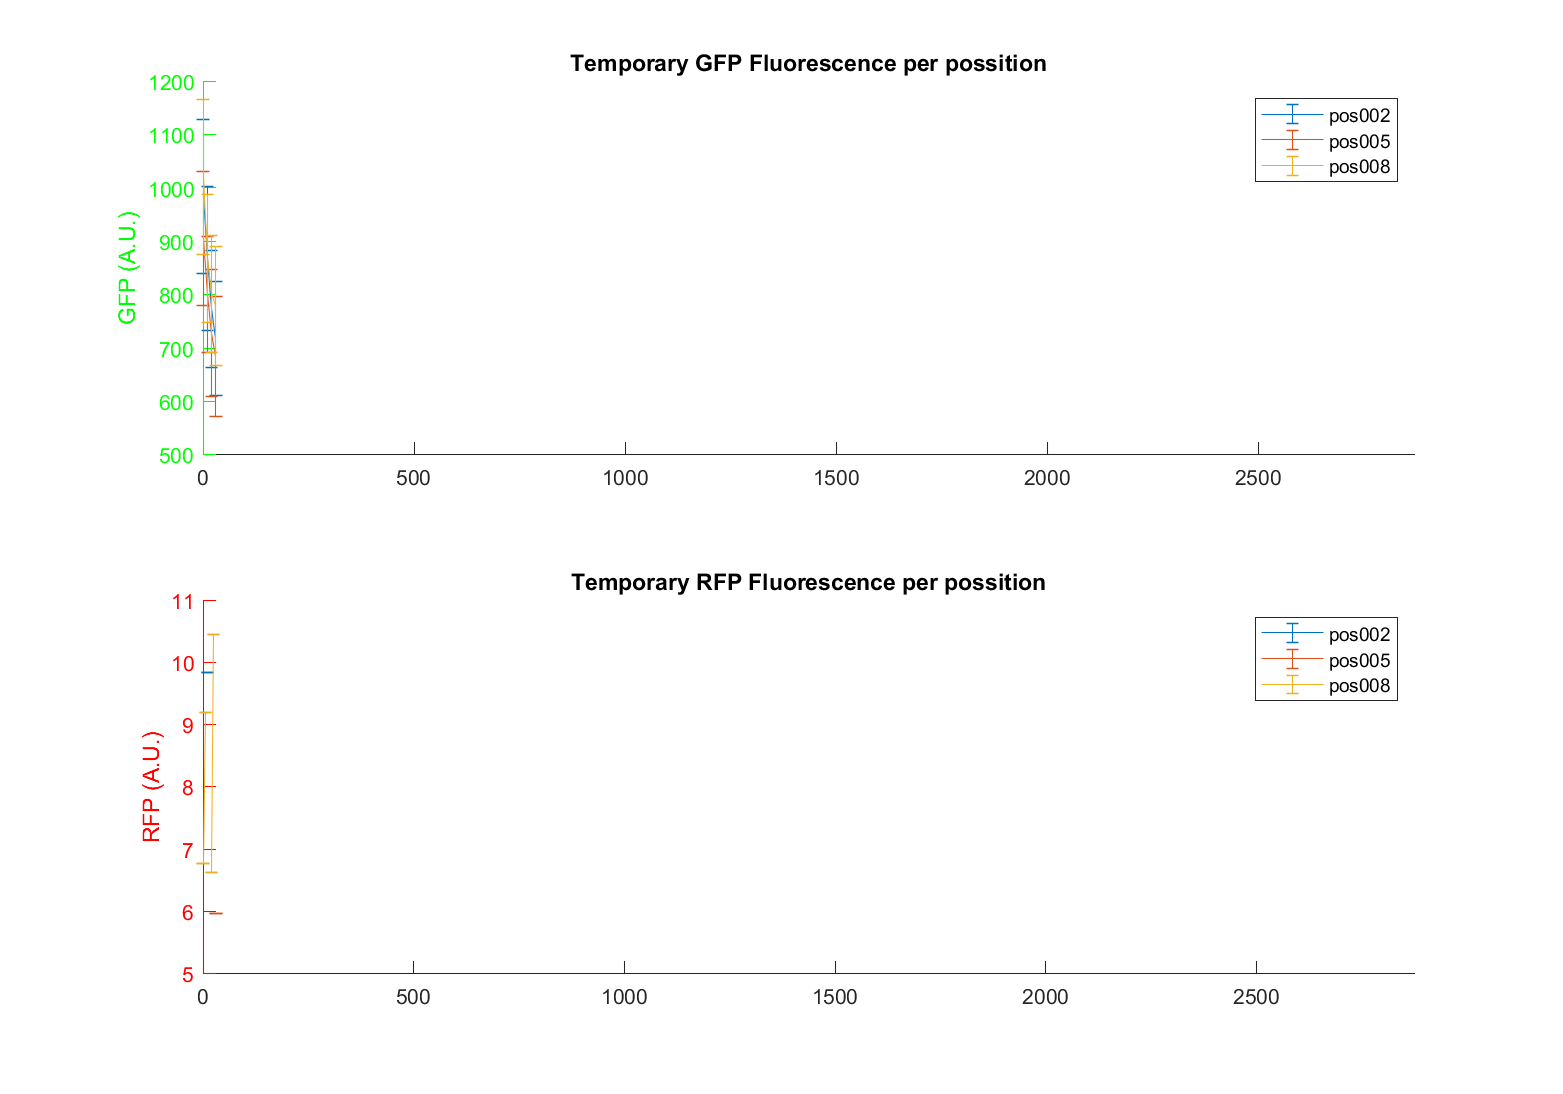 Temporary GFP Fluorescence per possition
1200
1100
1000
900
800
700
600
500
GFP (A.U.)
0 500 1000 1500 2000 2500
pos002
pos005
pos008
Temporary RFP Fluorescence per possition
11
10
9
8
7
6
5
RFP (A.U.)
0 500 1000 1500 2000 2500
pos002
pos005
pos008